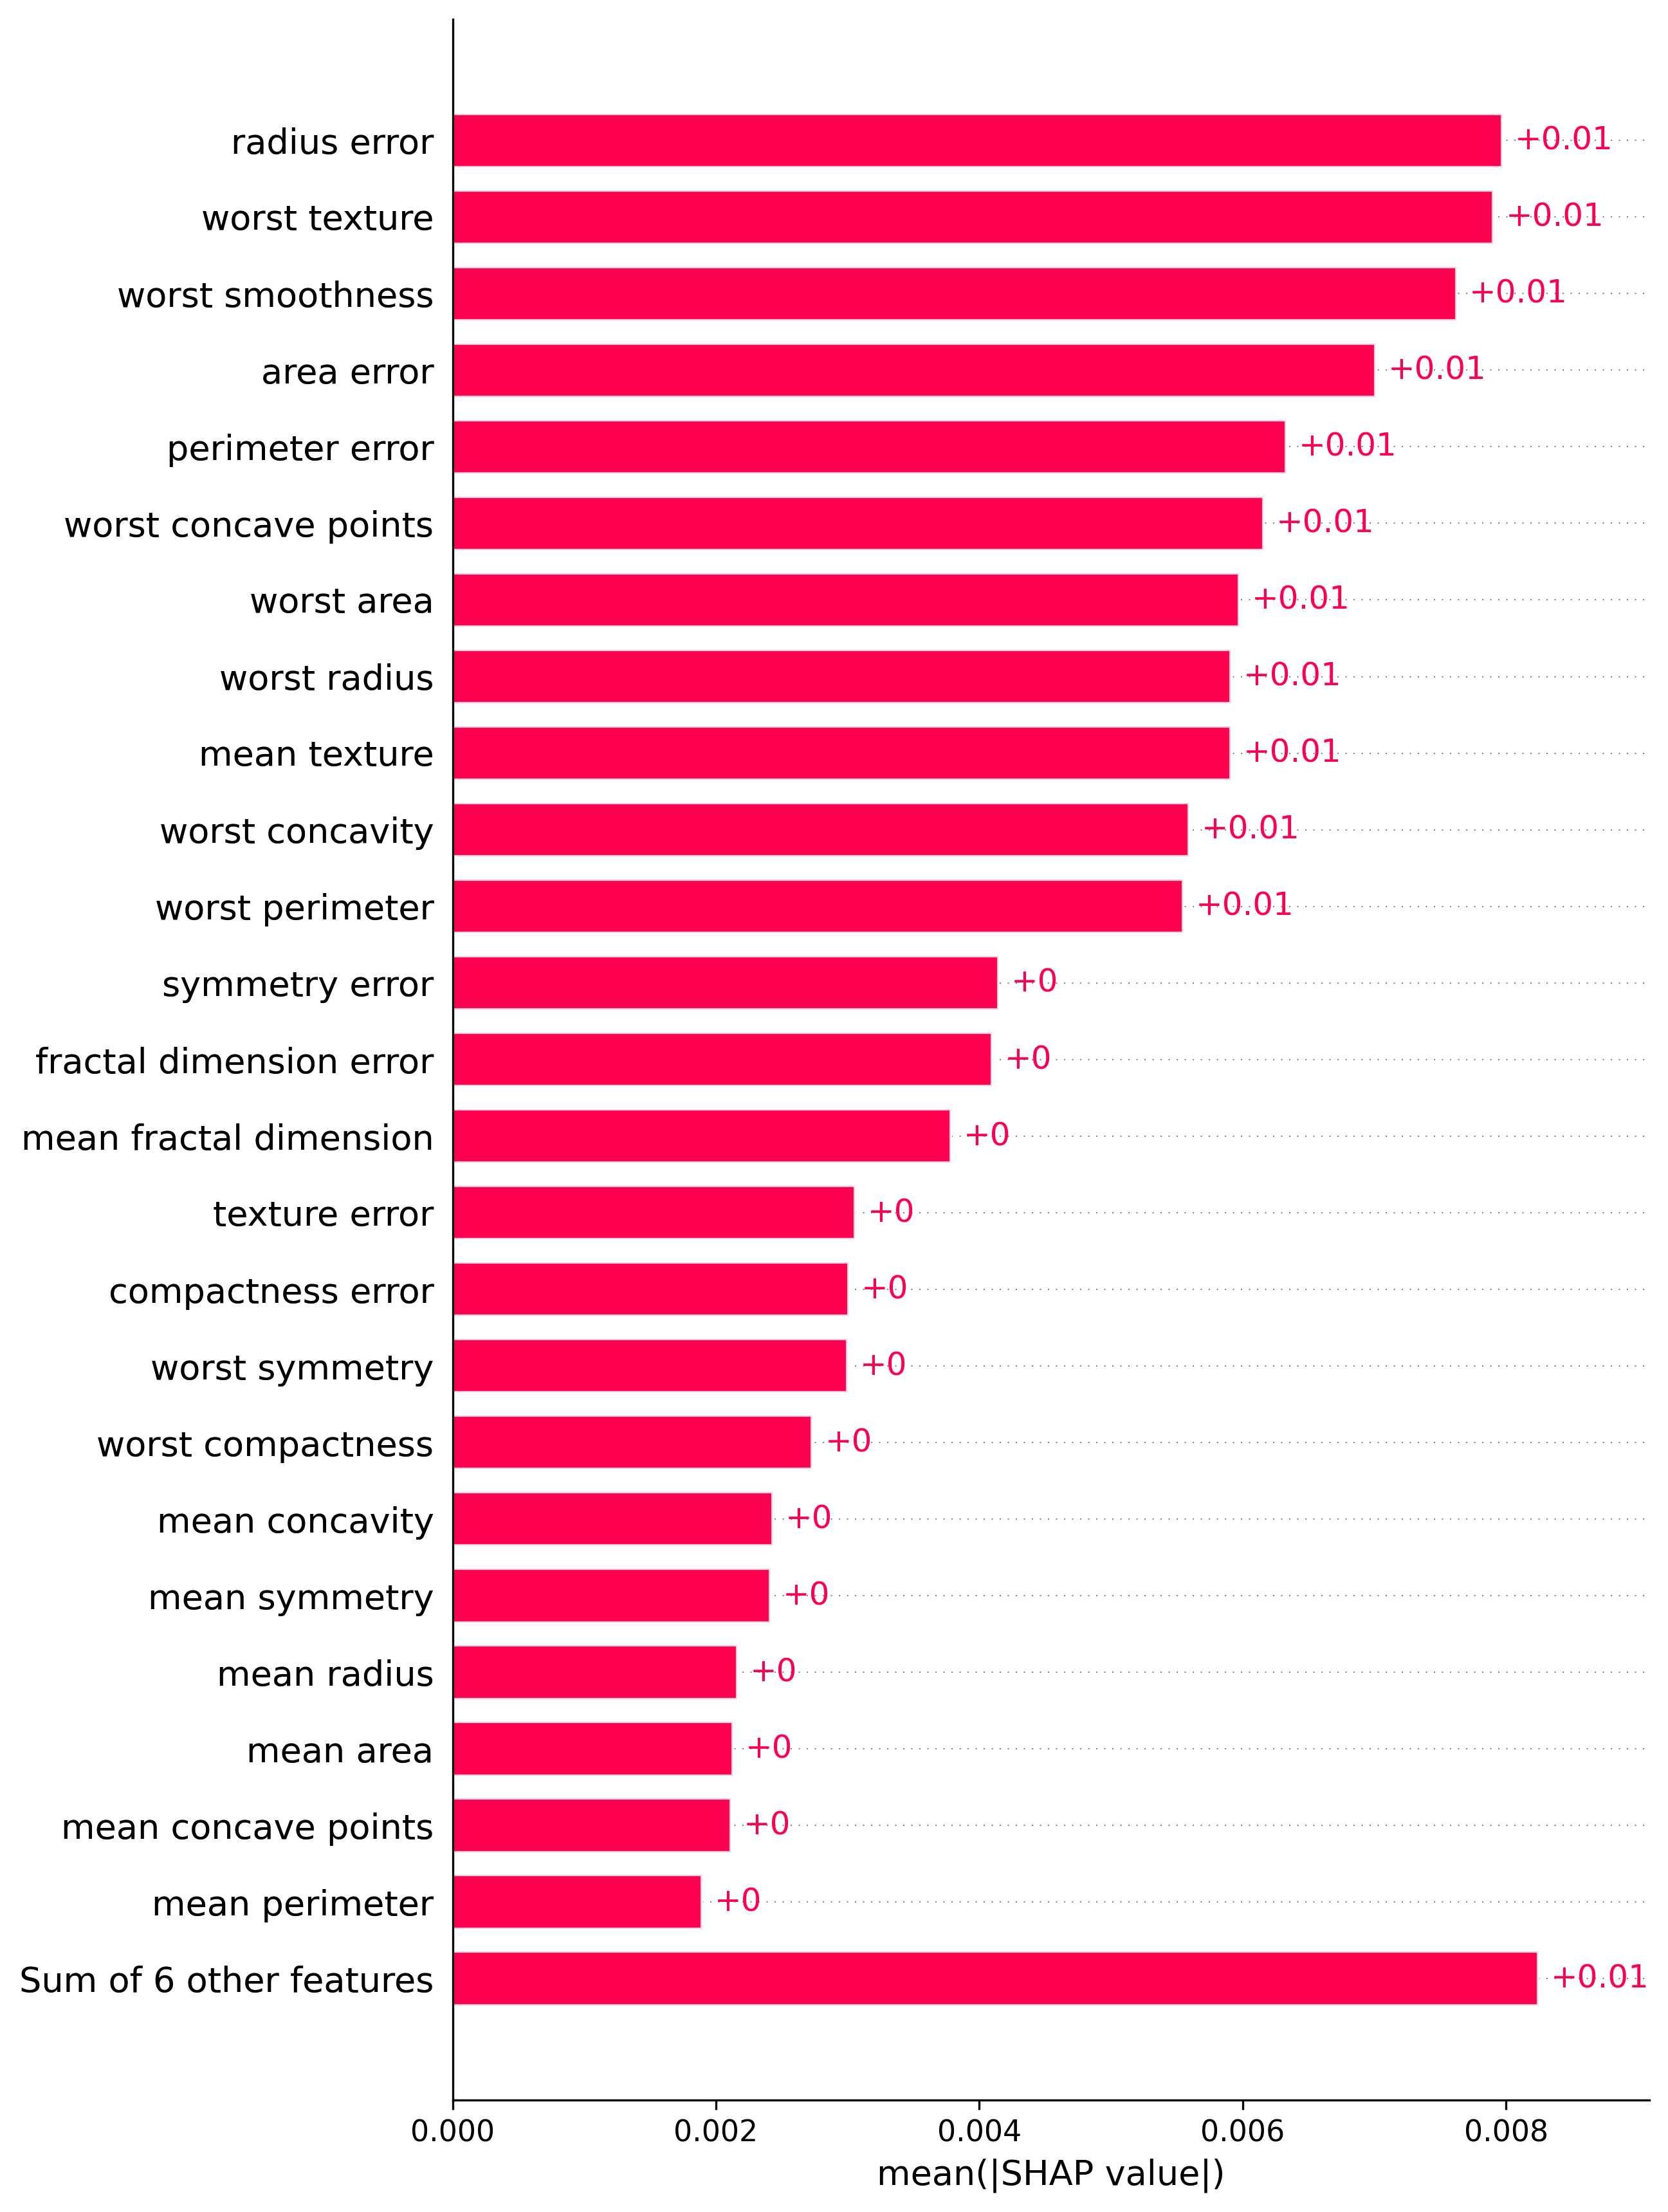 radius error +0.01
worst texture +0.01
worst smoothness +0.01
area error +0.01
perimeter error +0.01
worst concave points +0.01
worst area +0.01
worst radius +0.01
mean texture +0.01
worst concavity +0.01
worst perimeter +0.01
symmetry error +0
fractal dimension error +0
mean fractal dimension +0
texture error +0
compactness error +0
worst symmetry +0
worst compactness +0
mean concavity +0
mean symmetry +0
mean radius +0
mean area +0
mean concave points +0
mean perimeter +0
Sum of 6 other features +0.01
0.000 0.002 0.004 0.006 0.008
mean(|SHAP value|)